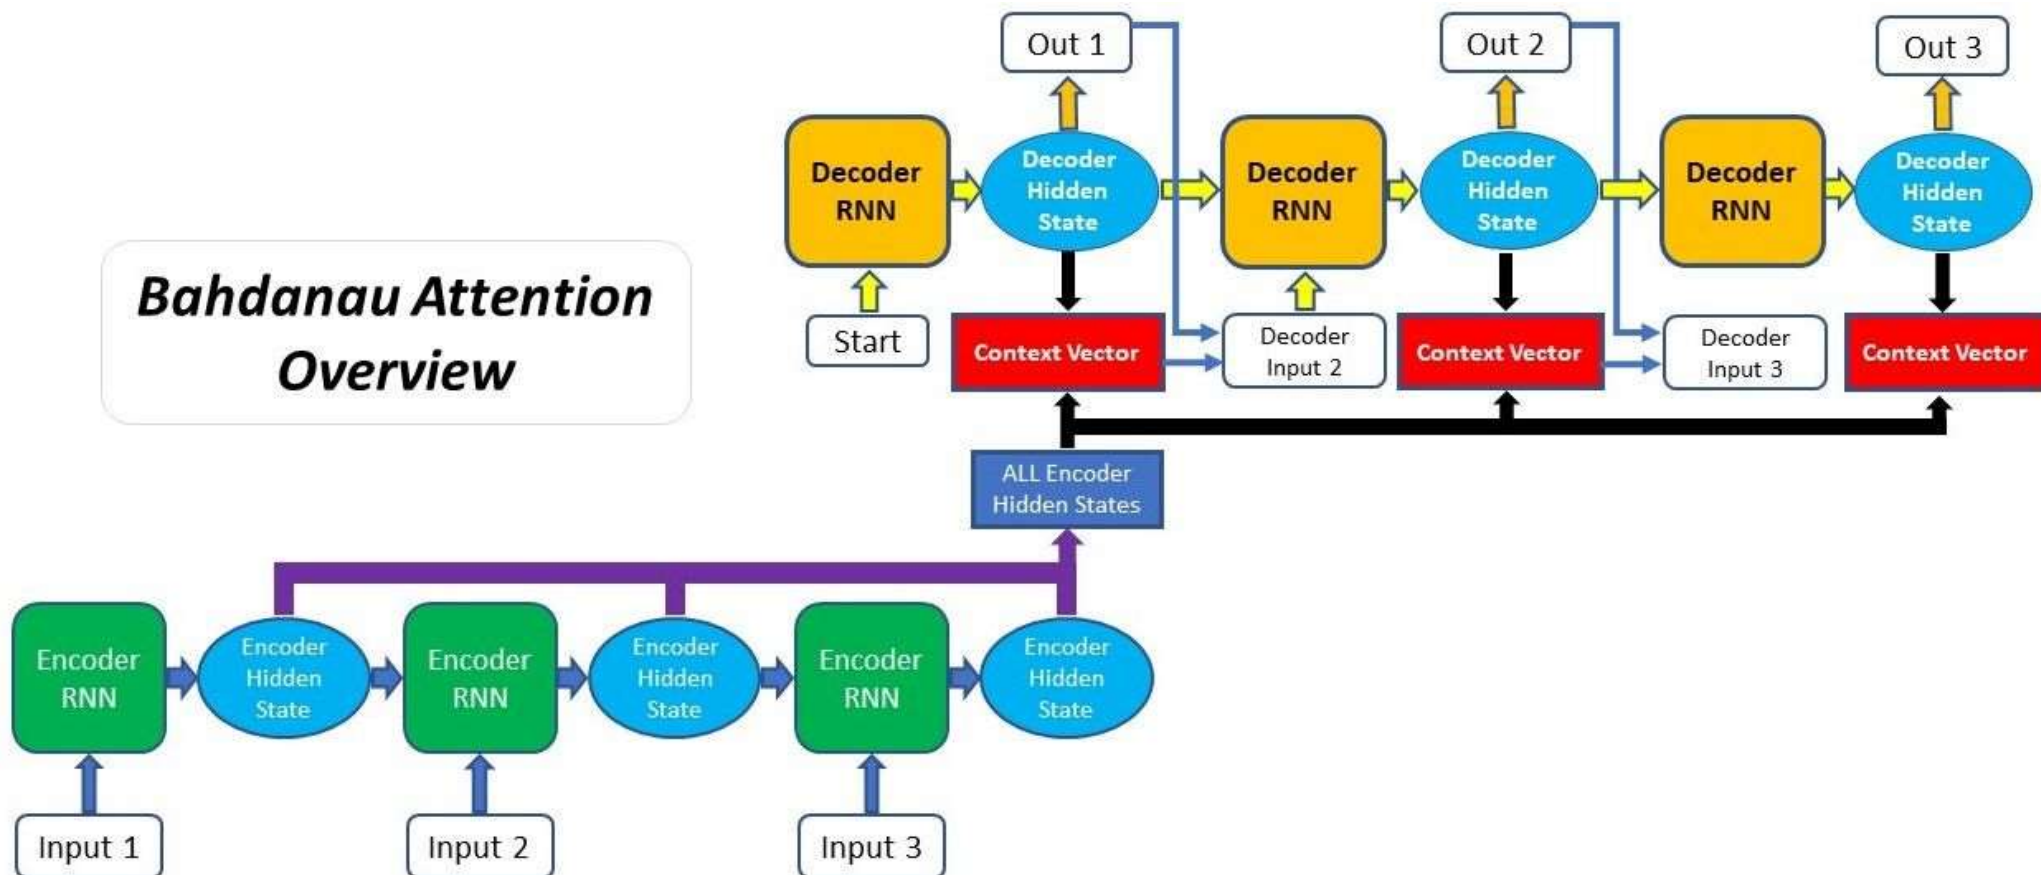 Out 1
Out 2
Out 3
Decoder
RNN
Decoder
Hidden
State
Decoder
RNN
Decoder
Hidden
State
Decoder
RNN
Decoder
Hidden
State
Bahdanau Attention
Overview
Start
Context Vector
Decoder
Input 2
Context Vector
Decoder
Input 3
Context Vector
ALL Encoder
Hidden States
Encoder
RNN
Encoder
Hidden
State
Encoder
RNN
Encoder
Hidden
State
Encoder
RNN
Encoder
Hidden
State
Input 1
Input 2
Input 3